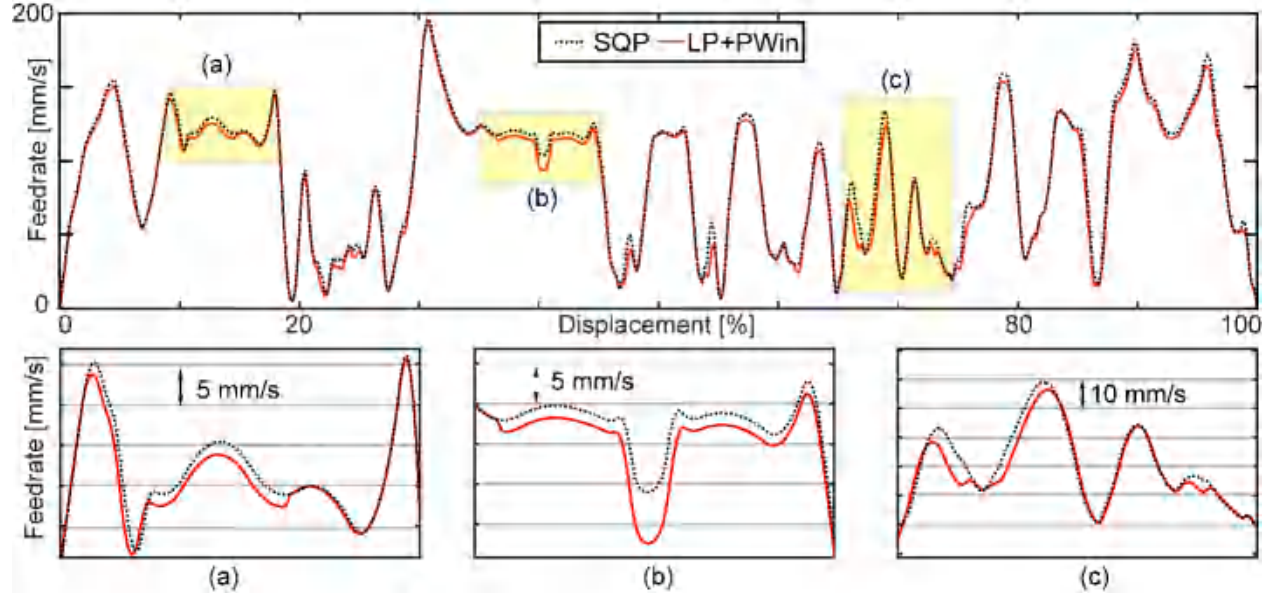 200
SQP LP+PWin
(a)
(c)
(b)
Feedrate [mm/s]
0
0 20 Displacement [%] 80 100
5 mm/s
5 mm/s
10 mm/s
Feedrate [mm/s]
(a) (b) (c)